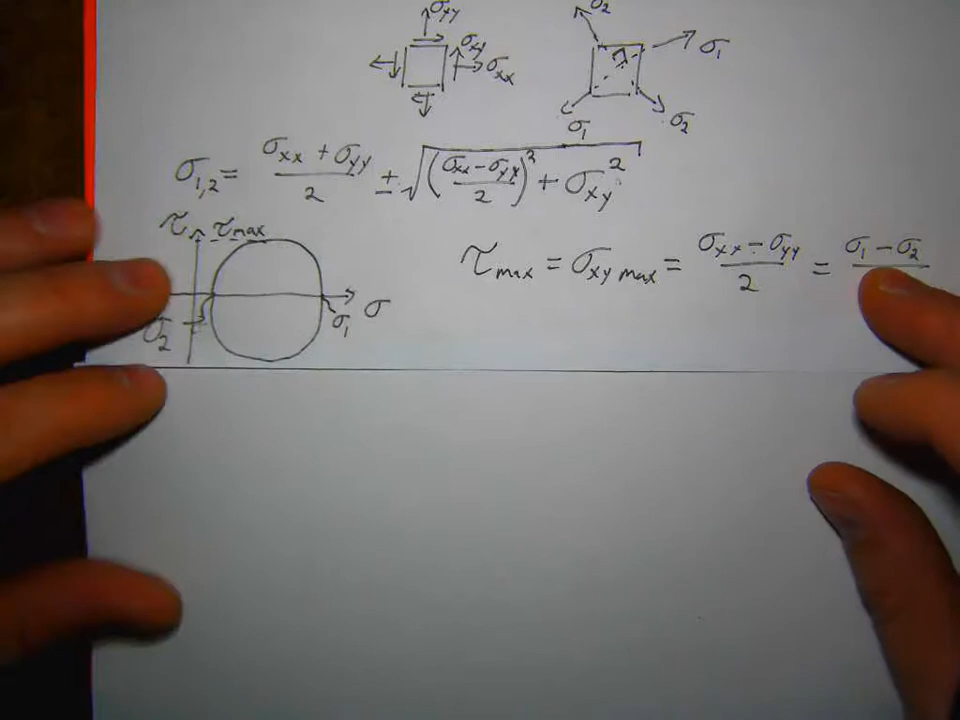 σyy
σxy
σxx
σ2
σ1
σ1
σ2
σ1,2 = (σxx + σyy)/2 ± √(((σxx - σyy)/2)² + σxy²)
τ τmax
τmax = σxy max = (σxx - σyy)/2 = (σ1 - σ2)/
σ2 σ1 σ